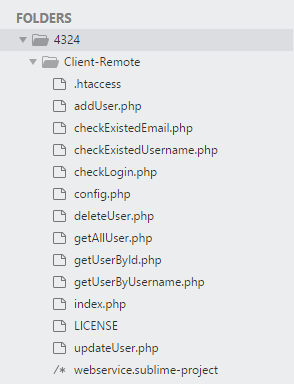 FOLDERS
4324
Client-Remote
.htaccess
addUser.php
checkExistedEmail.php
checkExistedUsername.php
checkLogin.php
config.php
deleteUser.php
getAllUser.php
getUserById.php
getUserByUsername.php
index.php
LICENSE
updateUser.php
/* webservice.sublime-project